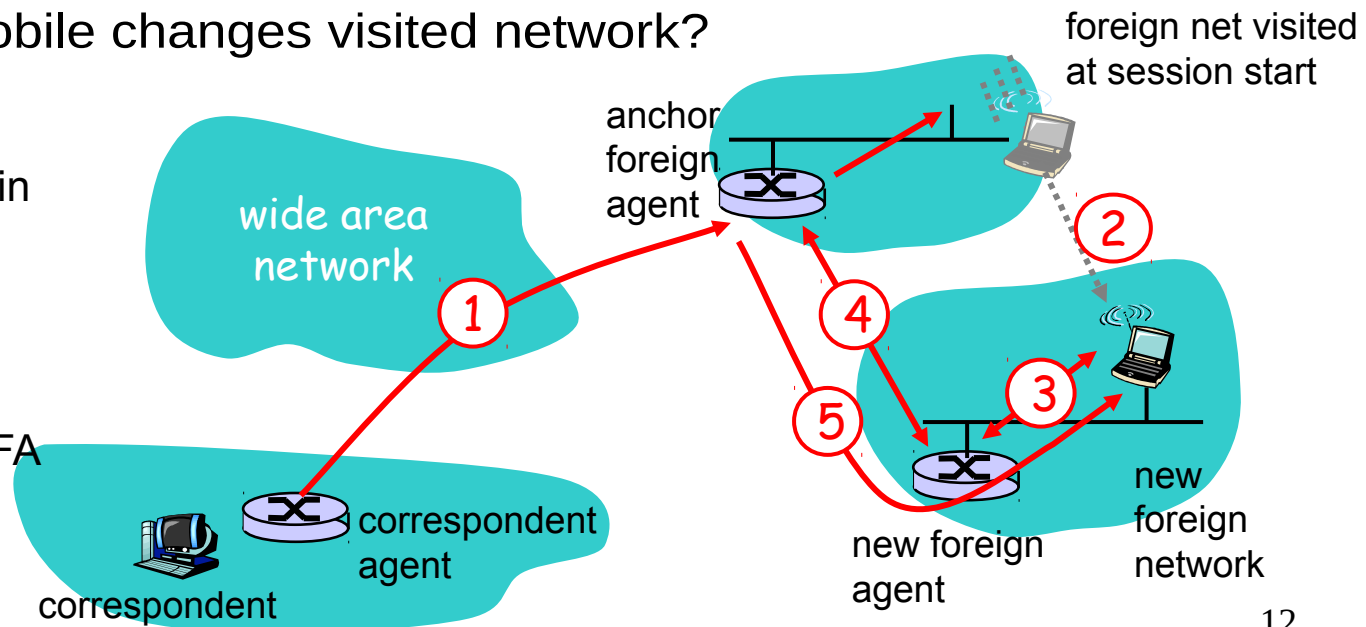 obile changes visited network?
foreign net visited
at session start
anchor
foreign
agent
in
wide area
network
2
1
4
3
5
FA
correspondent
agent
correspondent
new foreign
agent
new
foreign
network
12